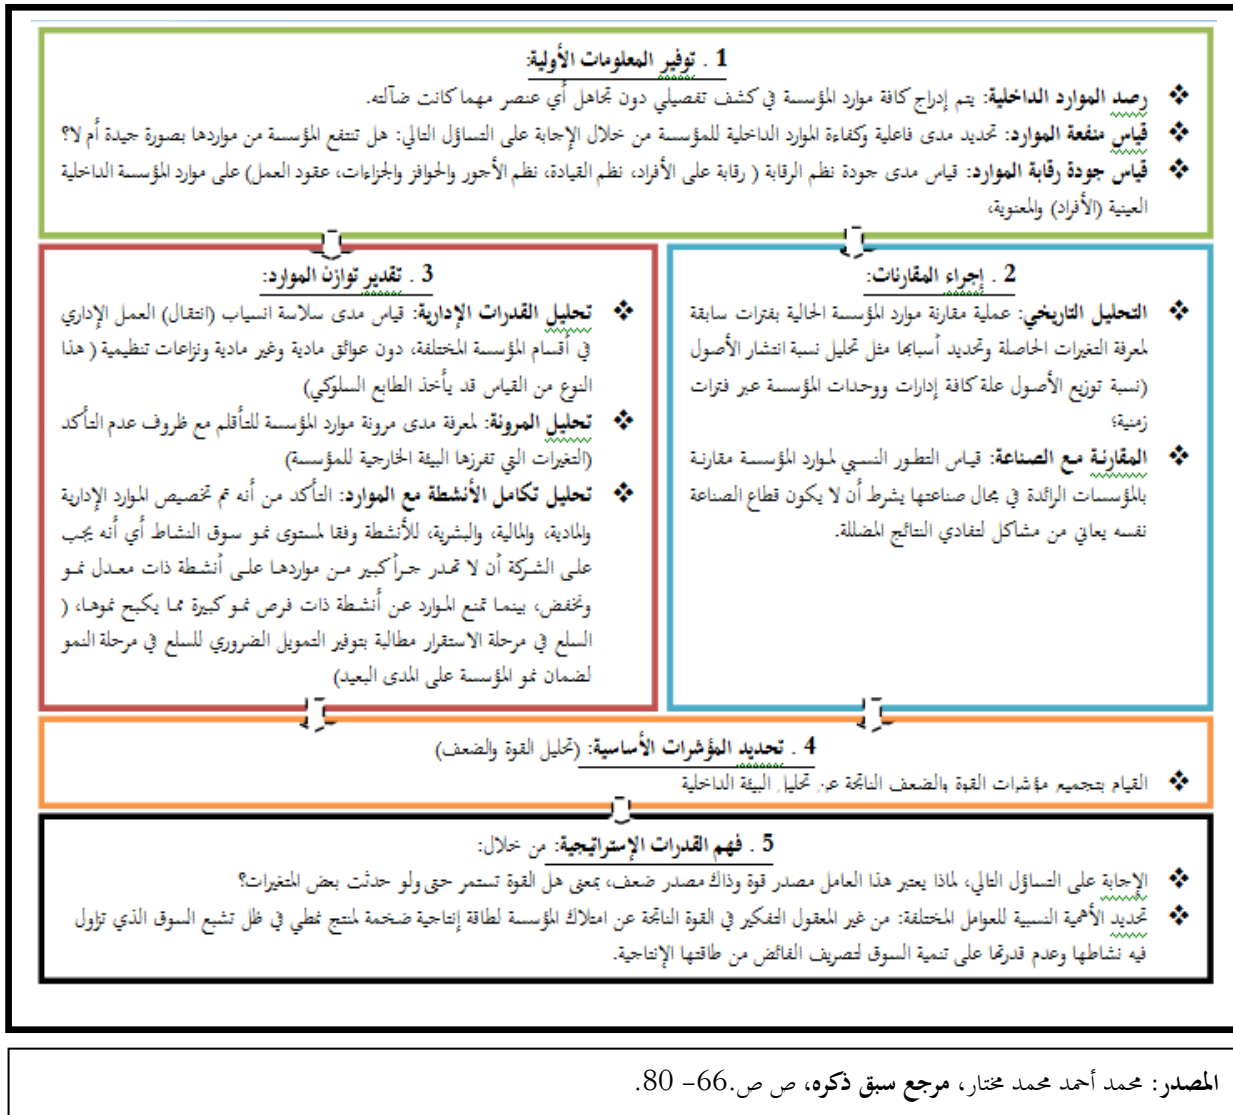 1 . توفير المعلومات الأولية:
❖ رصد الموارد الداخلية: يتم إدراج كافة موارد المؤسسة في كشف تفصيلي دون تجاهل أي عنصر مهما كانت ضآلته.
❖ قياس منفعة الموارد: تحديد مدى فاعلية وكفاءة الموارد الداخلية للمؤسسة من خلال الإجابة على التساؤل التالي: هل تنتفع المؤسسة من مواردها بصورة جيدة أم لا؟
❖ قياس جودة رقابة الموارد: قياس مدى جودة نظم الرقابة ( رقابة على الأفراد، نظم القيادة، نظم الأجور والحوافز والجزاءات، عقود العمل) على موارد المؤسسة الداخلية
العينية (الأفراد) والمعنوية،
2 . إجراء المقارنات:
❖ التحليل التاريخي: عملية مقارنة موارد المؤسسة الحالية بفترات سابقة
لمعرفة التغيرات الحاصلة وتحديد أسبابها مثل تحليل نسبة انتشار الأصول
(نسبة توزيع الأصول علة كافة إدارات ووحدات المؤسسة عبر فترات
زمنية؛
❖ المقارنة مع الصناعة: قياس التطور النسبي لموارد المؤسسة مقارنة
بالمؤسسات الرائدة في مجال صناعتها يشرط أن لا يكون قطاع الصناعة
نفسه يعاني من مشاكل لتفادي النتائج المضللة.
3 . تقدير توازن الموارد:
❖ تحليل القدرات الإدارية: قياس مدى سلاسة انسياب (انتقال) العمل الإداري
في أقسام المؤسسة المختلفة، دون عوائق مادية وغير مادية ونزاعات تنظيمية ( هذا
النوع من القياس قد يأخذ الطابع السلوكي)
❖ تحليل المرونة: لمعرفة مدى مرونة موارد المؤسسة للتأقلم مع ظروف عدم التأكد
(التغيرات التي تفرزها البيئة الخارجية للمؤسسة)
❖ تحليل تكامل الأنشطة مع الموارد: التأكد من أنه تم تخصيص الموارد الإدارية
والمادية، والمالية، والبشرية، للأنشطة وفقا لمستوى نمو سوق النشاط أي أنه يجب
على الشركة أن لا تهدر جزأ كبير من مواردها على أنشطة ذات معدل نمو
ونخفض، بينما تمنع الموارد عن أنشطة ذات فرص نمو كبيرة مما يكبح نموها، (
السلع في مرحلة الاستقرار مطالبة بتوفير التمويل الضروري للسلع في مرحلة النمو
لضمان نمو المؤسسة على المدى البعيد)
4 . تحديد المؤشرات الأساسية: (تحليل القوة والضعف)
❖ القيام بتجميع مؤشرات القوة والضعف الناتجة عن تحليل البيئة الداخلية
5 . فهم القدرات الإستراتيجية: من خلال:
❖ الإجابة على التساؤل التالي، لماذا يعتبر هذا العامل مصدر قوة وذاك مصدر ضعف، بمعنى هل القوة تستمر حتى ولو حدثت بعض المتغيرات؟
❖ تحديد الأهمية النسبية للعوامل المختلفة: من غير المعقول التفكير في القوة الناتجة عن امتلاك المؤسسة لطاقة إنتاجية ضخمة لمنتج نمطي في ظل تشبع السوق الذي تزاول
فيه نشاطها وعدم قدرتها على تنمية السوق لتصريف الفائض من طاقتها الإنتاجية.
المصدر: محمد أحمد محمد مختار، مرجع سبق ذكره، ص ص.66– 80.